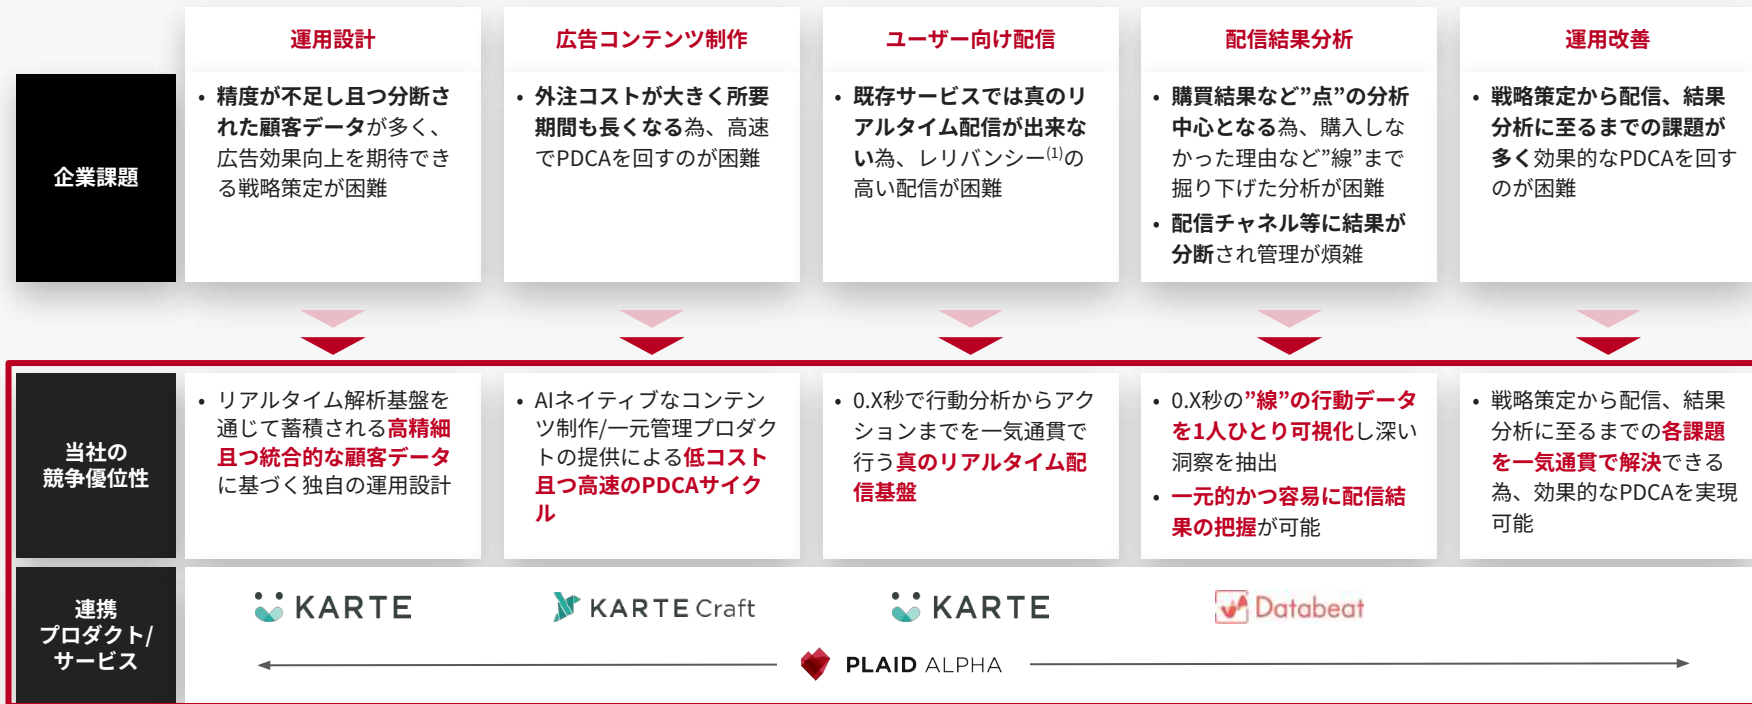 運用設計
広告コンテンツ制作
ユーザー向け配信
配信結果分析
運用改善
企業課題
• 精度が不足し且つ分断さ
れた顧客データが多く、
広告効果向上を期待でき
る戦略策定が困難
• 外注コストが大きく所要
期間も長くなる為、高速
でPDCAを回すのが困難
• 既存サービスでは真のリ
アルタイム配信が出来な
い為、レリバンシー(1)の
高い配信が困難
• 購買結果など”点”の分析
中心となる為、購入しな
かった理由など”線”まで
掘り下げた分析が困難
• 配信チャネル等に結果が
分断され管理が煩雑
• 戦略策定から配信、結果
分析に至るまでの課題が
多く効果的なPDCAを回す
のが困難
当社の
競争優位性
• リアルタイム解析基盤を
通じて蓄積される高精細
且つ統合的な顧客データ
に基づく独自の運用設計
• AIネイティブなコンテン
ツ制作/一元管理プロダク
トの提供による低コスト
且つ高速のPDCAサイク
ル
• 0.X秒で行動分析からアク
ションまでを一気通貫で
行う真のリアルタイム配
信基盤
• 0.X秒の”線”の行動データ
を1人ひとり可視化し深い
洞察を抽出
• 一元的かつ容易に配信結
果の把握が可能
• 戦略策定から配信、結果
分析に至るまでの各課題
を一気通貫で解決できる
為、効果的なPDCAを実現
可能
連携
プロダクト/
サービス
KARTE
KARTE Craft
KARTE
Databeat
PLAID ALPHA